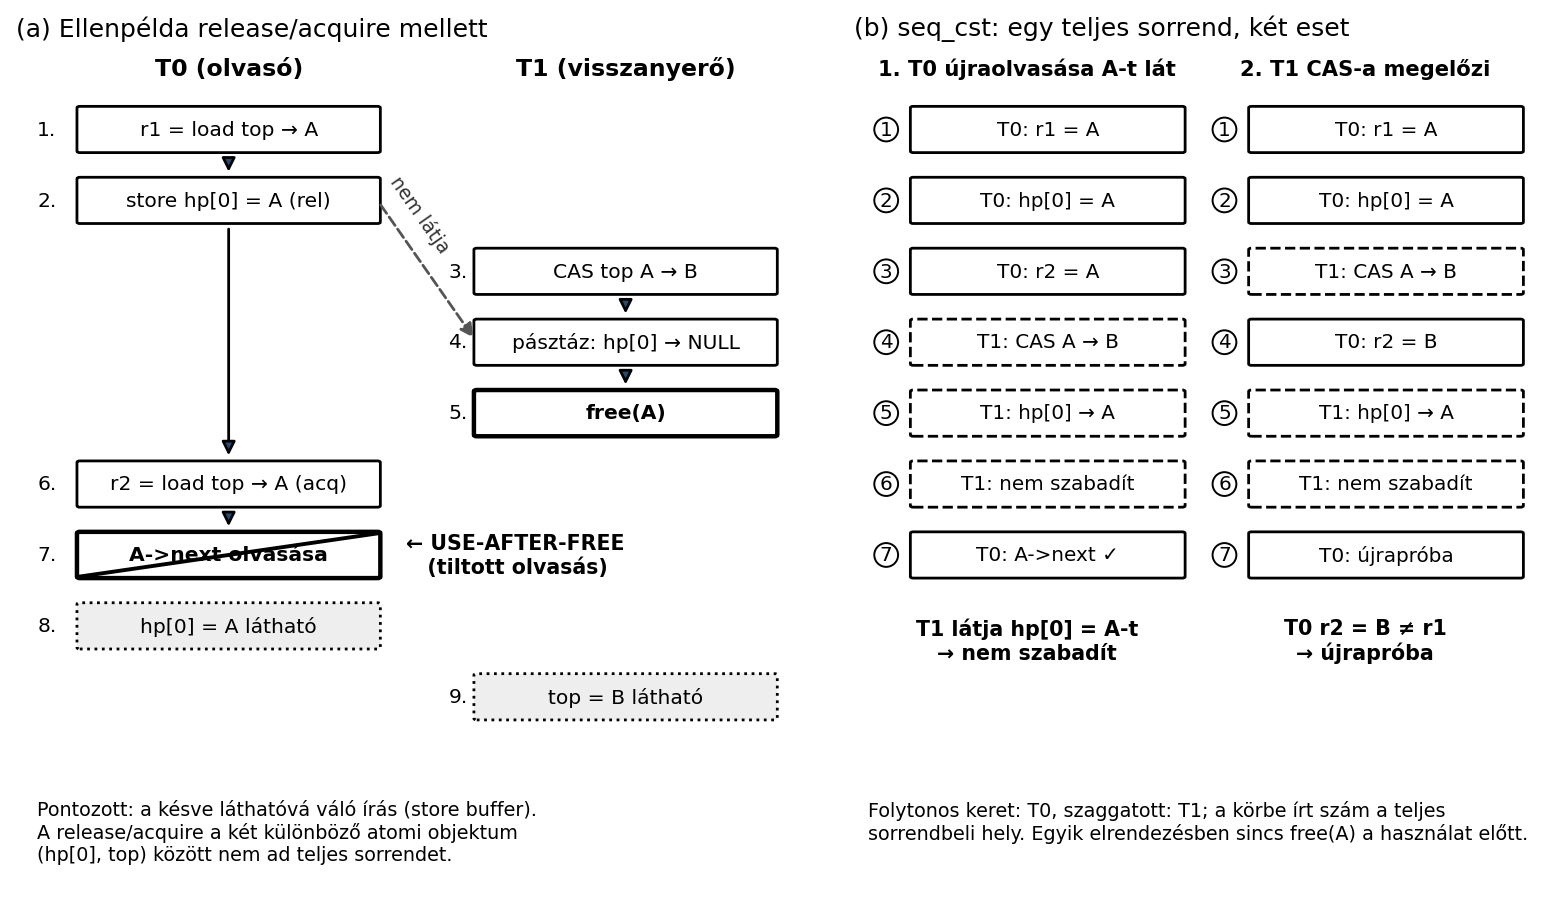 (a) Ellenpélda release/acquire mellett
T0 (olvasó)
T1 (visszanyerő)
1.
r1 = load top → A
2.
store hp[0] = A (rel)
nem látja
3.
CAS top A → B
4.
pásztáz: hp[0] → NULL
5.
free(A)
6.
r2 = load top → A (acq)
7.
A->next olvasása
← USE-AFTER-FREE
(tiltott olvasás)
8.
hp[0] = A látható
9.
top = B látható
Pontozott: a késve láthatóvá váló írás (store buffer).
A release/acquire a két különböző atomi objektum
(hp[0], top) között nem ad teljes sorrendet.
(b) seq_cst: egy teljes sorrend, két eset
1. T0 újraolvasása A-t lát
1
T0: r1 = A
2
T0: hp[0] = A
3
T0: r2 = A
4
T1: CAS A → B
5
T1: hp[0] → A
6
T1: nem szabadít
7
T0: A->next ✓
T1 látja hp[0] = A-t
→ nem szabadít
2. T1 CAS-a megelőzi
1
T0: r1 = A
2
T0: hp[0] = A
3
T1: CAS A → B
4
T0: r2 = B
5
T1: hp[0] → A
6
T1: nem szabadít
7
T0: újrapróba
T0 r2 = B ≠ r1
→ újrapróba
Folytonos keret: T0, szaggatott: T1; a körbe írt szám a teljes
sorrendbeli hely. Egyik elrendezésben sincs free(A) a használat előtt.